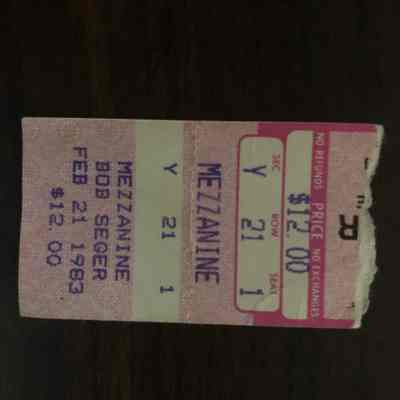 NO REFUNDS PRICE NO EXCHANGES
$12.00
SEC ROW SEAT
Y 21 1
MEZZANINE
Y 21 1
MEZZANINE
BOB SEGER
FEB 21 1983
$12.00